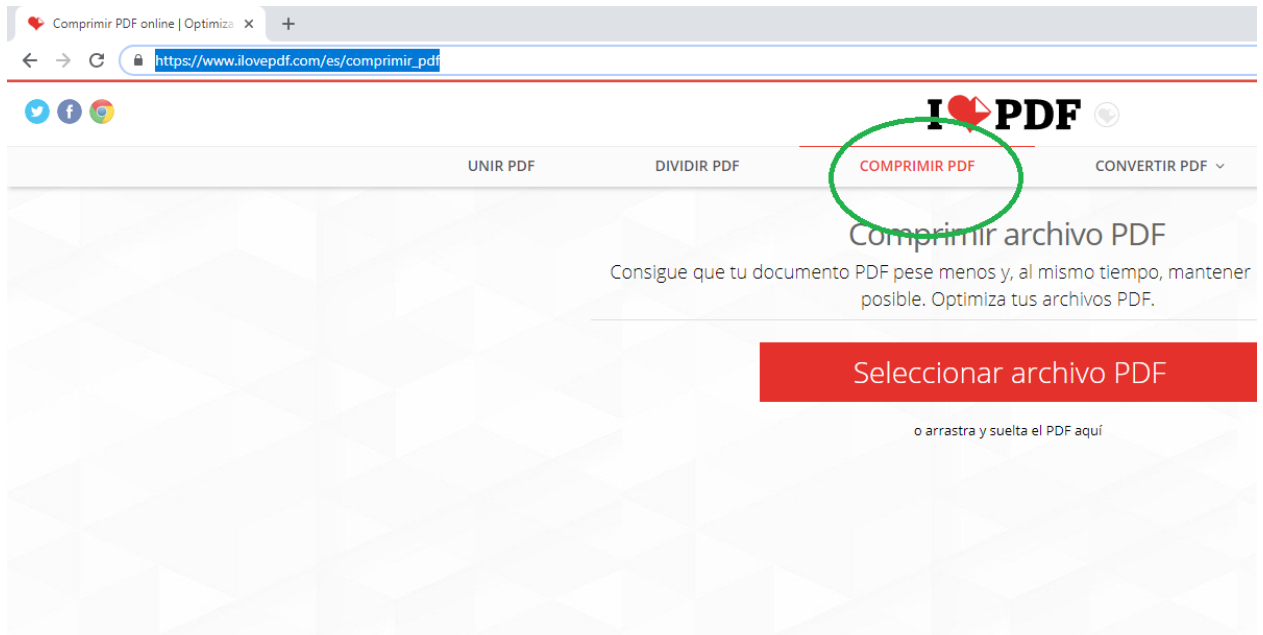 Comprimir PDF online | Optimiza
https://www.ilovepdf.com/es/comprimir_pdf
I PDF
UNIR PDF DIVIDIR PDF COMPRIMIR PDF CONVERTIR PDF
Comprimir archivo PDF
Consigue que tu documento PDF pese menos y, al mismo tiempo, mantener
posible. Optimiza tus archivos PDF.
Seleccionar archivo PDF
o arrastra y suelta el PDF aquí